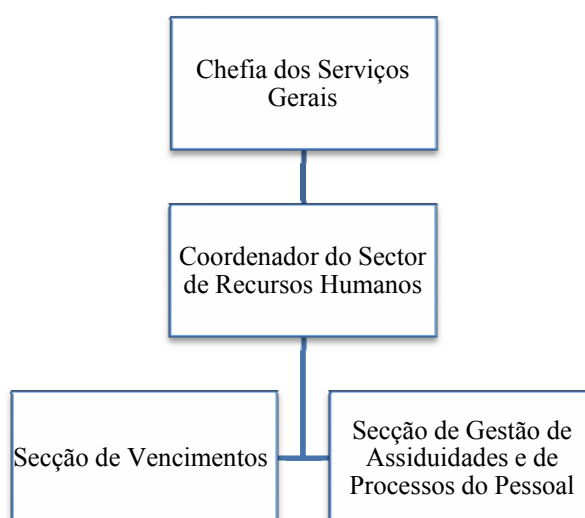 Chefia dos Serviços
Gerais
Coordenador do Sector
de Recursos Humanos
Secção de Vencimentos
Secção de Gestão de
Assiduidades e de
Processos do Pessoal